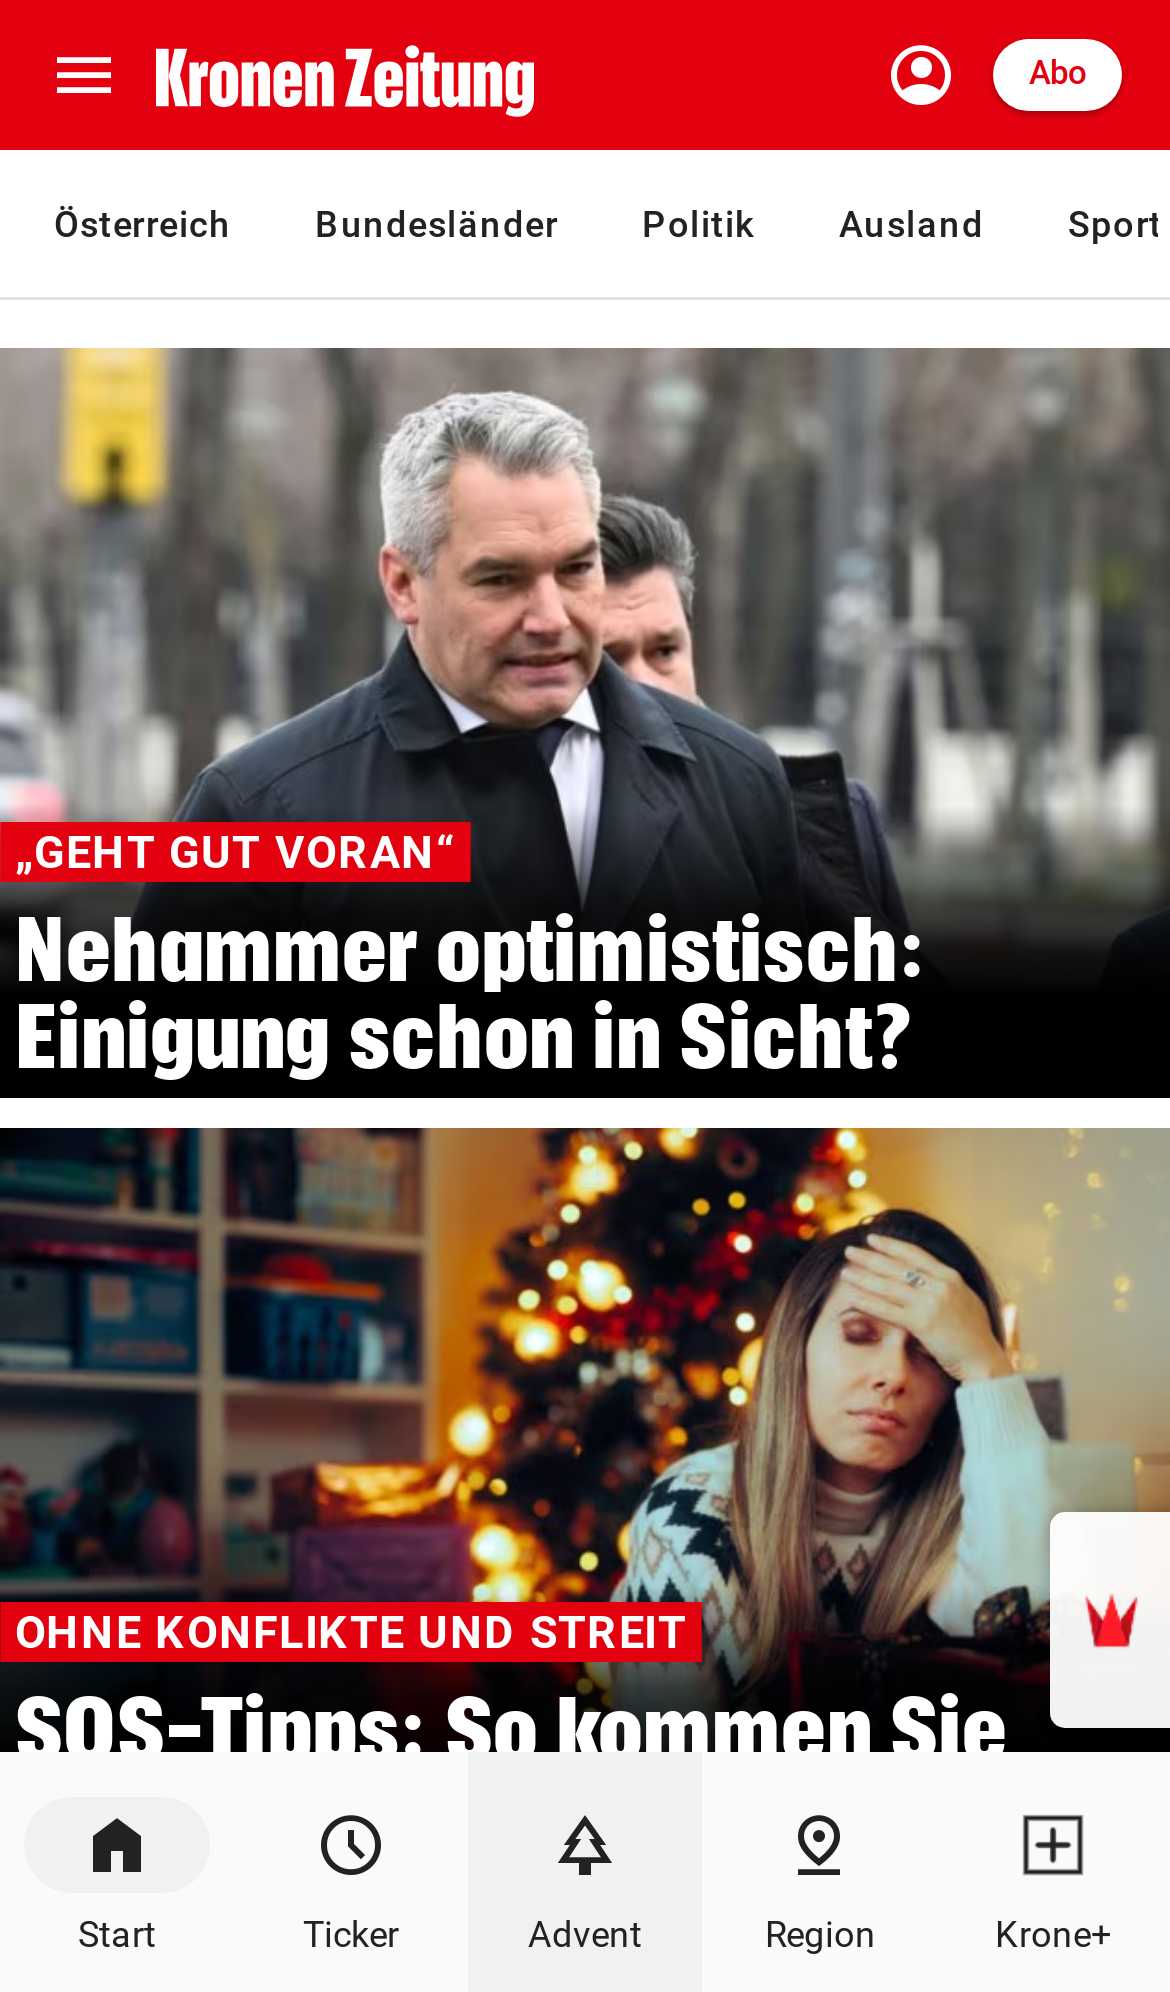 Kronen Zeitung
Abo
Österreich Bundesländer Politik Ausland Sport
„GEHT GUT VORAN“
Nehammer optimistisch:
Einigung schon in Sicht?
OHNE KONFLIKTE UND STREIT
SOS-Tipps: So kommen Sie
Start Ticker Advent Region Krone+